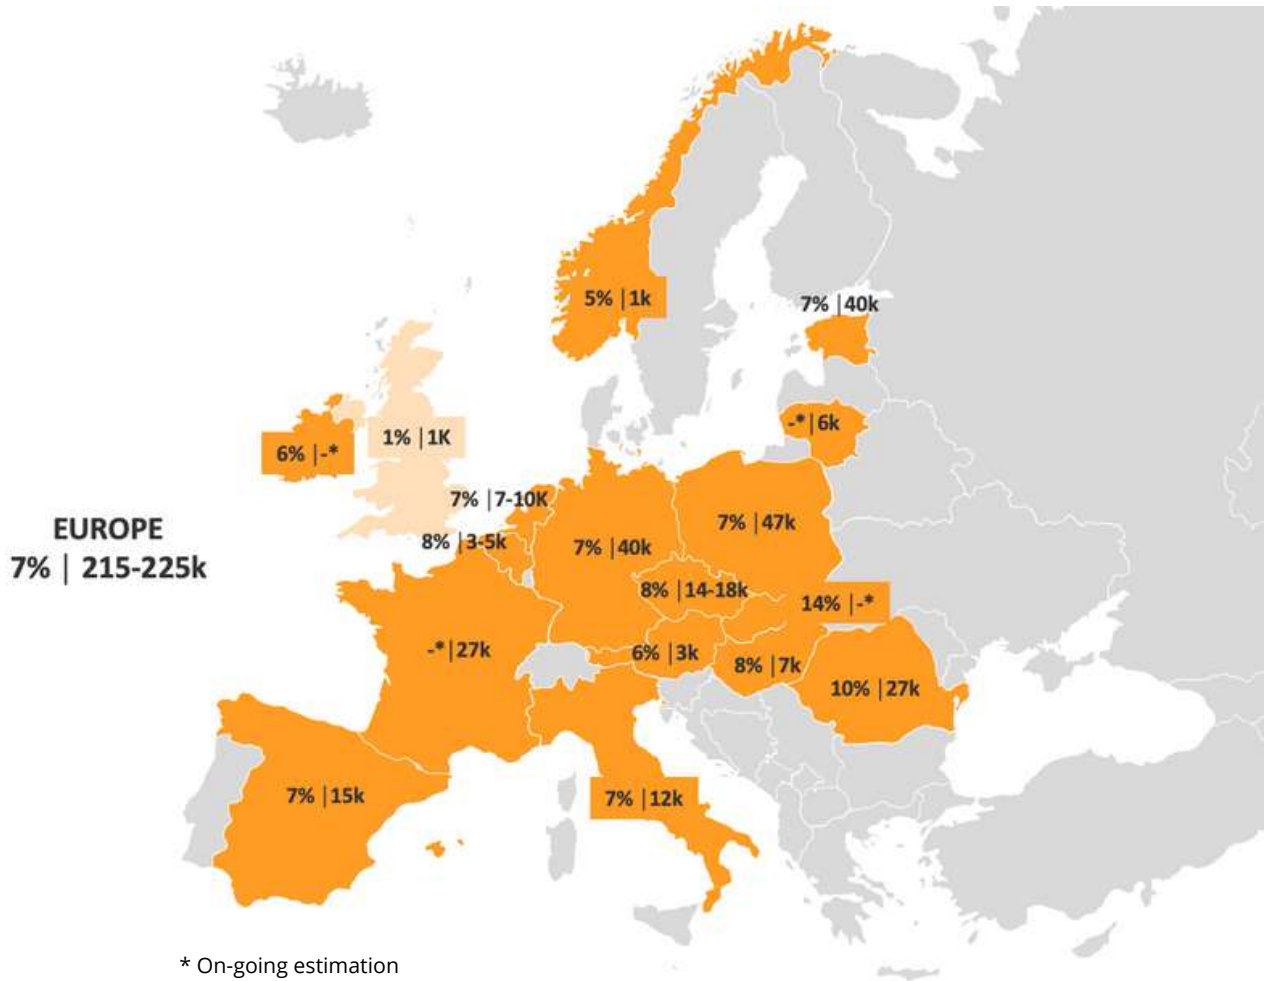 5% |1k
7% |40k
-*|6k
1% |1K
6% |-*
7% |7-10K
EUROPE
7% | 215-225k
8% |3-5k
7% |40k
7% |47k
8% |14-18k
14% |-*
-*|27k
6% |3k
8% |7k
10% |27k
7% |15k
7% |12k
* On-going estimation